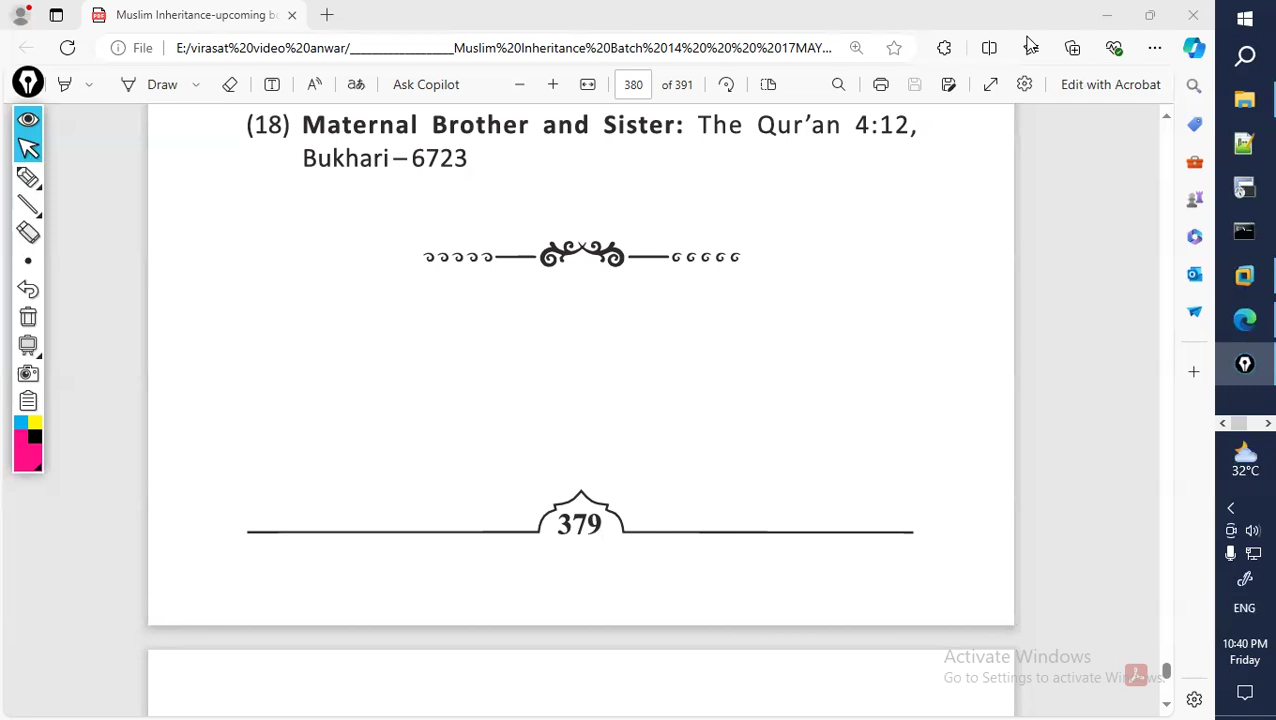 Muslim Inheritance-upcoming ba
File
E:/virasat%20video%20anwar/_________________Muslim%20Inheritance%20Batch%2014%20%20%20%2017MAY...
Draw
Ask Copilot
380 of 391
Edit with Acrobat
(18) Maternal Brother and Sister: The Qur’an 4:12,
Bukhari – 6723
379
Activate Windows
Go to Settings to activate Windows.
32°C
ENG
10:40 PM
Friday